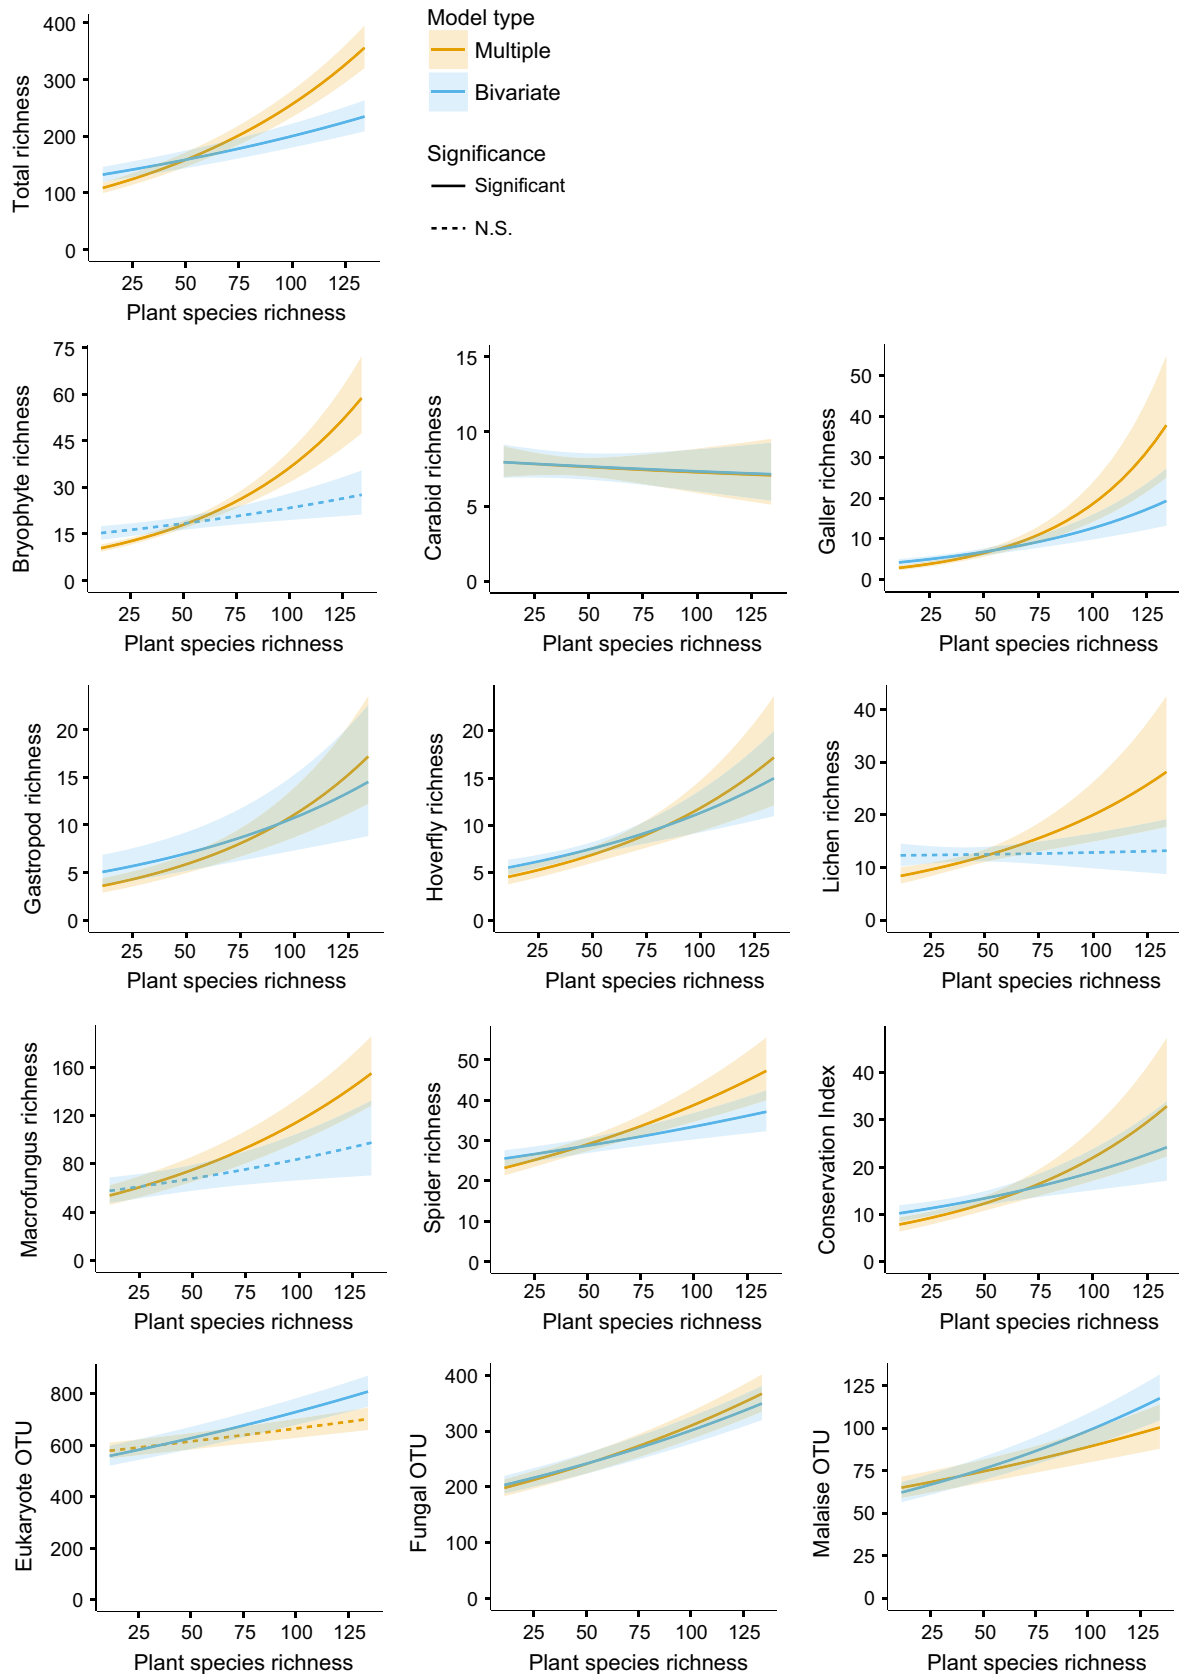 Model type
Multiple
Bivariate
Significance
Significant
N.S.
Total richness
400
300
200
100
0
25 50 75 100 125
Plant species richness
Bryophyte richness
75
60
45
30
15
0
25 50 75 100 125
Plant species richness
Carabid richness
15
10
5
0
25 50 75 100 125
Plant species richness
Galler richness
50
40
30
20
10
0
25 50 75 100 125
Plant species richness
Gastropod richness
20
15
10
5
0
25 50 75 100 125
Plant species richness
Hoverfly richness
20
15
10
5
0
25 50 75 100 125
Plant species richness
Lichen richness
40
30
20
10
0
25 50 75 100 125
Plant species richness
Macrofungus richness
160
120
80
40
0
25 50 75 100 125
Plant species richness
Spider richness
50
40
30
20
10
0
25 50 75 100 125
Plant species richness
Conservation Index
40
30
20
10
0
25 50 75 100 125
Plant species richness
Eukaryote OTU
800
600
400
200
0
25 50 75 100 125
Plant species richness
Fungal OTU
400
300
200
100
0
25 50 75 100 125
Plant species richness
Malaise OTU
125
100
75
50
25
0
25 50 75 100 125
Plant species richness